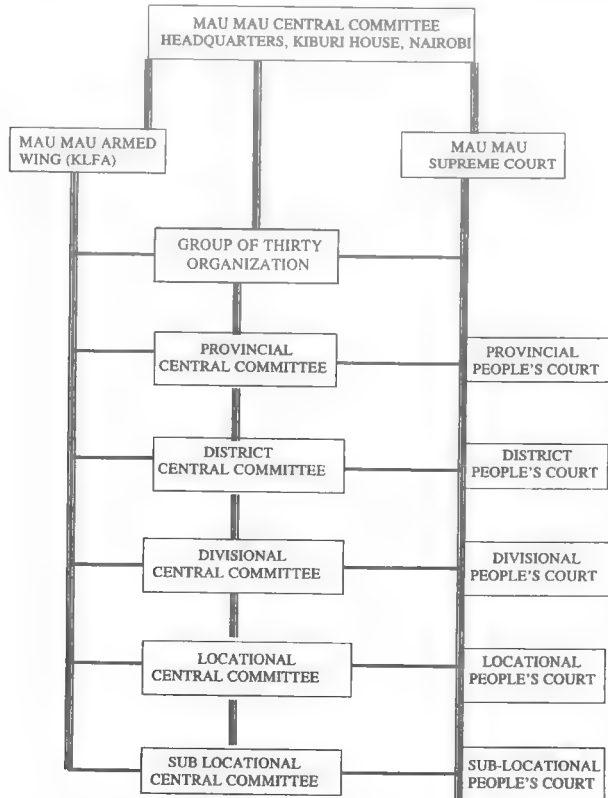 MAU MAU CENTRAL COMMITTEE
HEADQUARTERS, KIBURI HOUSE, NAIROBI
MAU MAU ARMED
WING (KLFA)
MAU MAU
SUPREME COURT
GROUP OF THIRTY
ORGANIZATION
PROVINCIAL
CENTRAL COMMITTEE
PROVINCIAL
PEOPLE'S COURT
DISTRICT
CENTRAL COMMITTEE
DISTRICT
PEOPLE'S COURT
DIVISIONAL
CENTRAL COMMITTEE
DIVISIONAL
PEOPLE'S COURT
LOCATIONAL
CENTRAL COMMITTEE
LOCATIONAL
PEOPLE'S COURT
SUB LOCATIONAL
CENTRAL COMMITTEE
SUB-LOCATIONAL
PEOPLE'S COURT